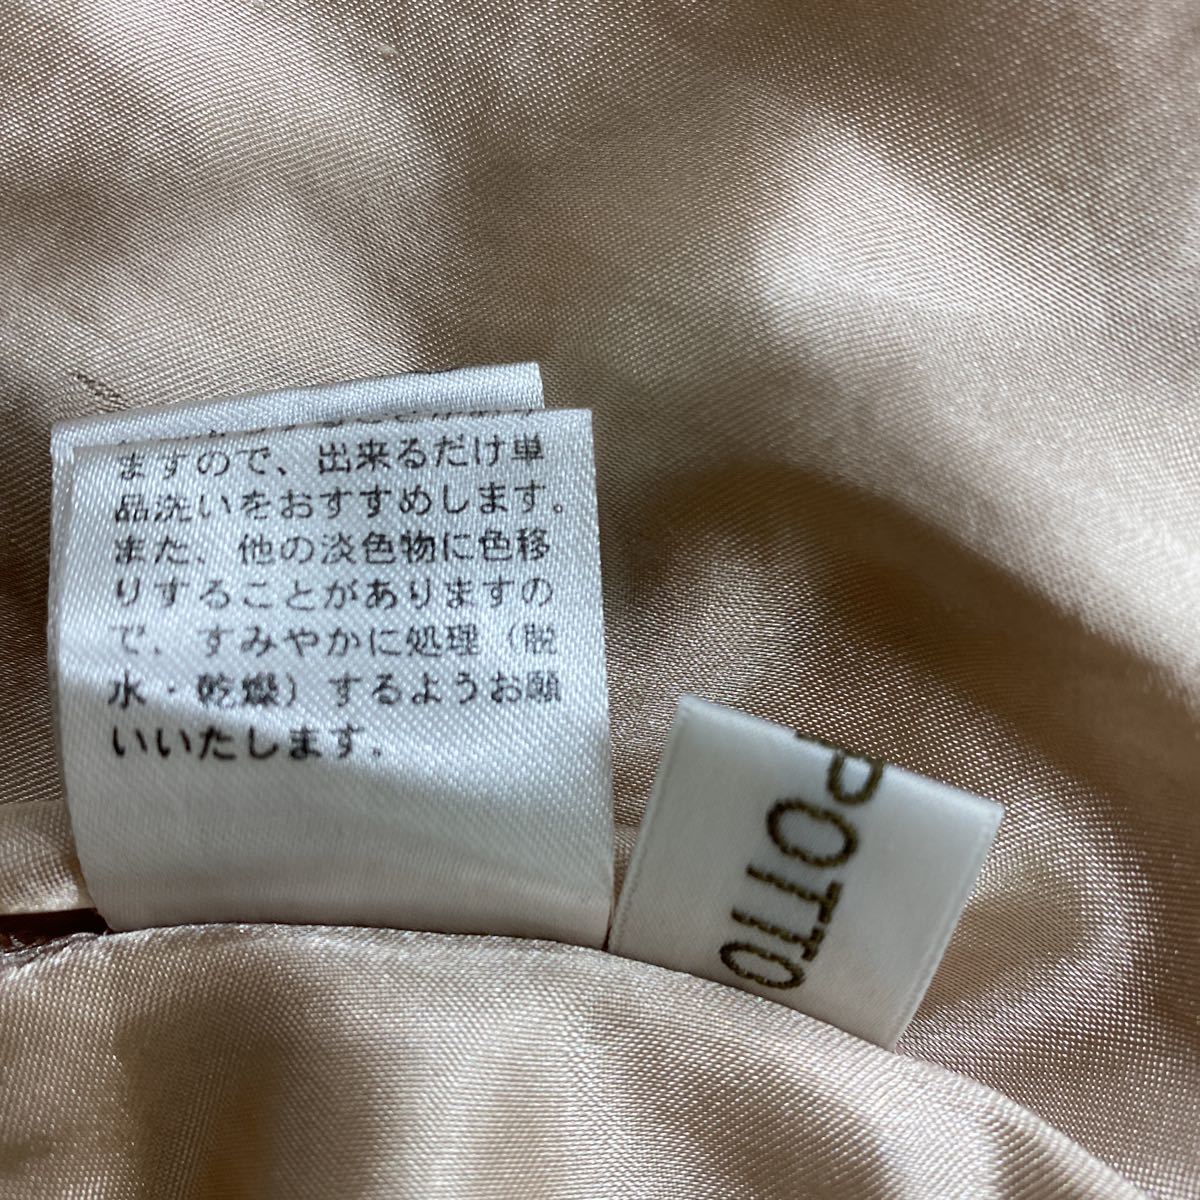 ますので、出来るだけ単
品洗いをおすすめします。
また、他の淡色物に色移
りすることがありますの
で、すみやかに処理（脱
水・乾燥）するようお願
いいたします.
POTTO